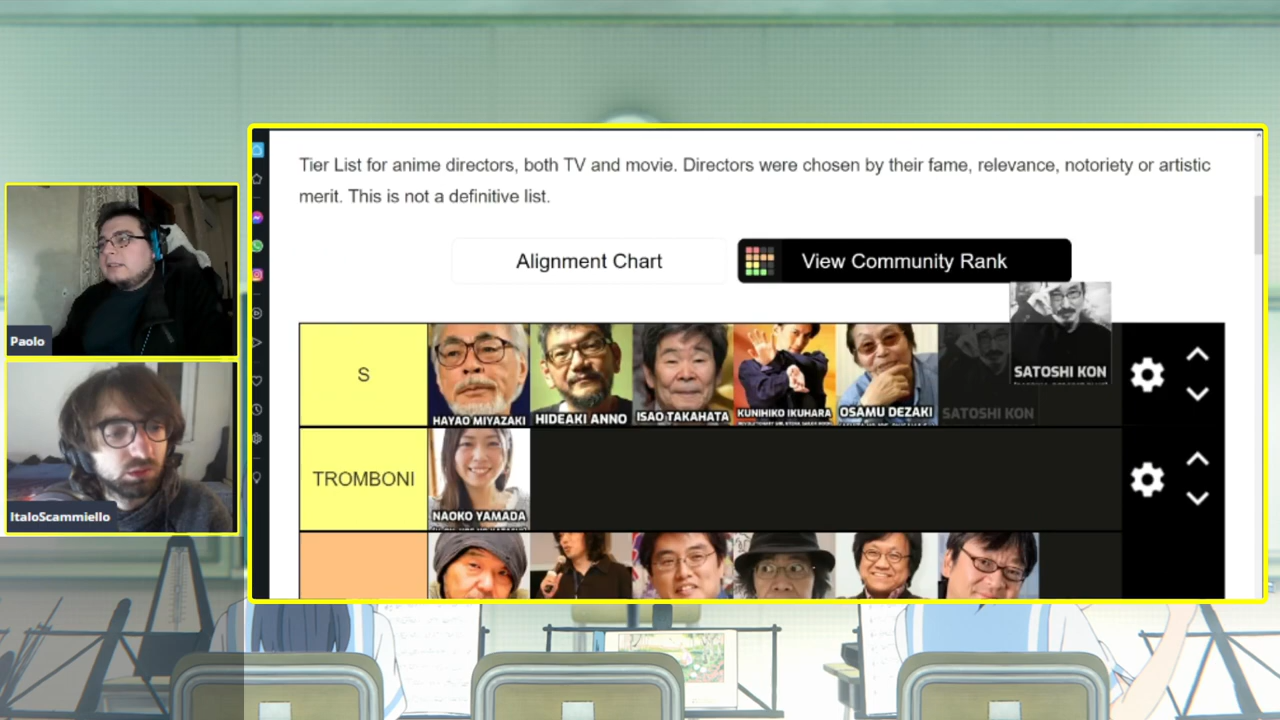 Tier List for anime directors, both TV and movie. Directors were chosen by their fame, relevance, notoriety or artistic
merit. This is not a definitive list.
Alignment Chart
View Community Rank
Paolo
ItaloScammiello
S
HAYAO MIYAZAKI
HIDEAKI ANNO
ISAO TAKAHATA
KUNIHIKO IKUHARA
OSAMU DEZAKI
SATOSHI KON
SATOSHI KON
TROMBONI
NAOKO YAMADA